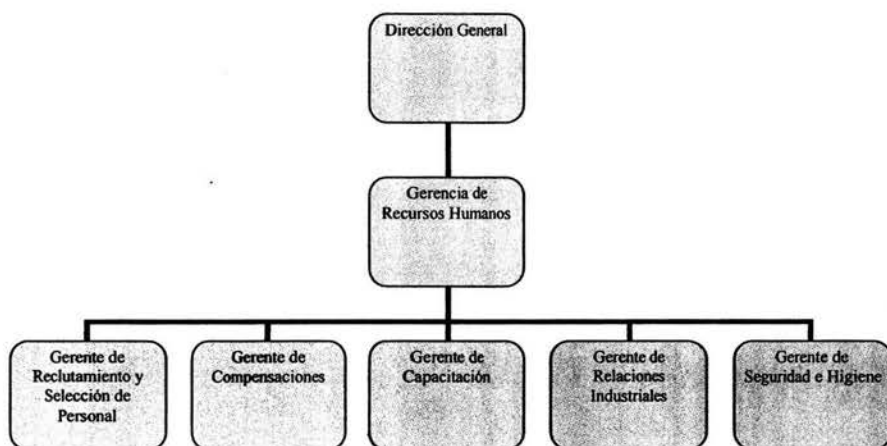 Dirección General
Gerencia de
Recursos Humanos
Gerente de
Reclutamiento y
Selección de
Personal
Gerente de
Compensaciones
Gerente de
Capacitación
Gerente de
Relaciones
Industriales
Gerente de
Seguridad e Higiene